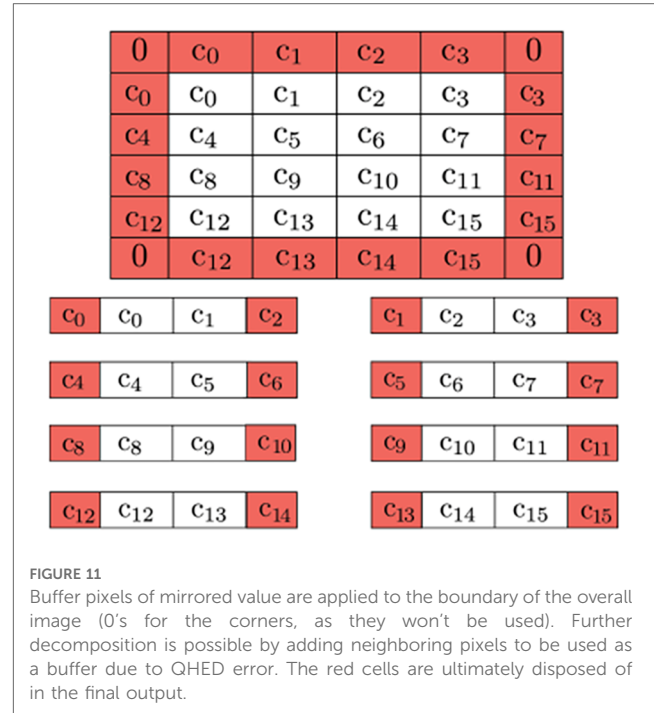 0 c₀ c₁ c₂ c₃ 0
c₀ c₀ c₁ c₂ c₃ c₃
c₄ c₄ c₅ c₆ c₇ c₇
c₈ c₈ c₉ c₁₀ c₁₁ c₁₁
c₁₂ c₁₂ c₁₃ c₁₄ c₁₅ c₁₅
0 c₁₂ c₁₃ c₁₄ c₁₅ 0
c₀ c₀ c₁ c₂ c₁ c₂ c₃ c₃
c₄ c₄ c₅ c₆ c₅ c₆ c₇ c₇
c₈ c₈ c₉ c₁₀ c₉ c₁₀ c₁₁ c₁₁
c₁₂ c₁₂ c₁₃ c₁₄ c₁₃ c₁₄ c₁₅ c₁₅
FIGURE 11
Buffer pixels of mirrored value are applied to the boundary of the overall
image (0's for the corners, as they won't be used). Further
decomposition is possible by adding neighboring pixels to be used as
a buffer due to QHED error. The red cells are ultimately disposed of
in the final output.